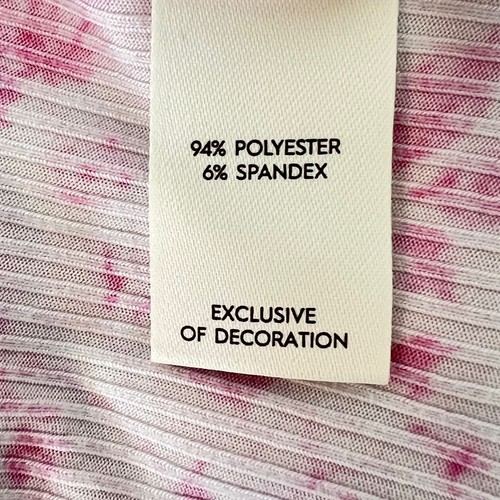 94% POLYESTER
6% SPANDEX
EXCLUSIVE
OF DECORATION